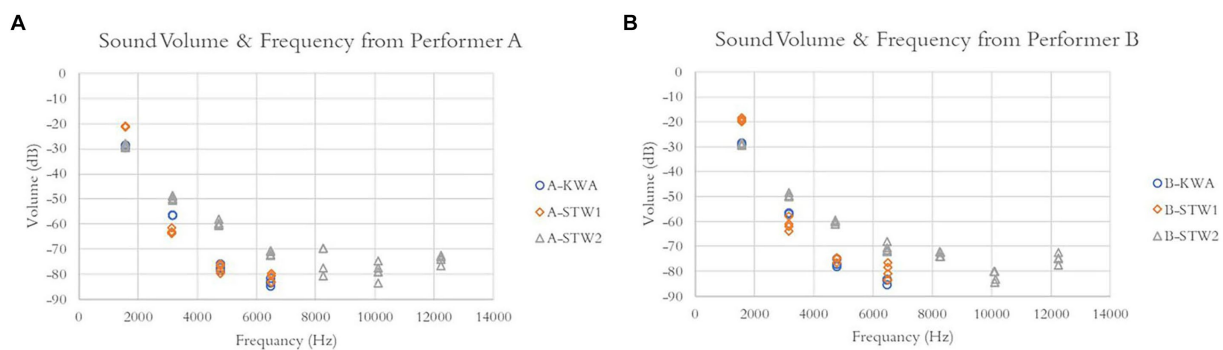 A
Sound Volume & Frequency from Performer A
0
-10
-20
-30
-40
-50
-60
-70
-80
-90
Volume (dB)
0 2000 4000 6000 8000 10000 12000 14000
Frequancy (Hz)
A-KWA
A-STW1
A-STW2
B
Sound Volume & Frequency from Performer B
0
-10
-20
-30
-40
-50
-60
-70
-80
-90
Volume (dB)
0 2000 4000 6000 8000 10000 12000 14000
Frequancy (Hz)
B-KWA
B-STW1
B-STW2